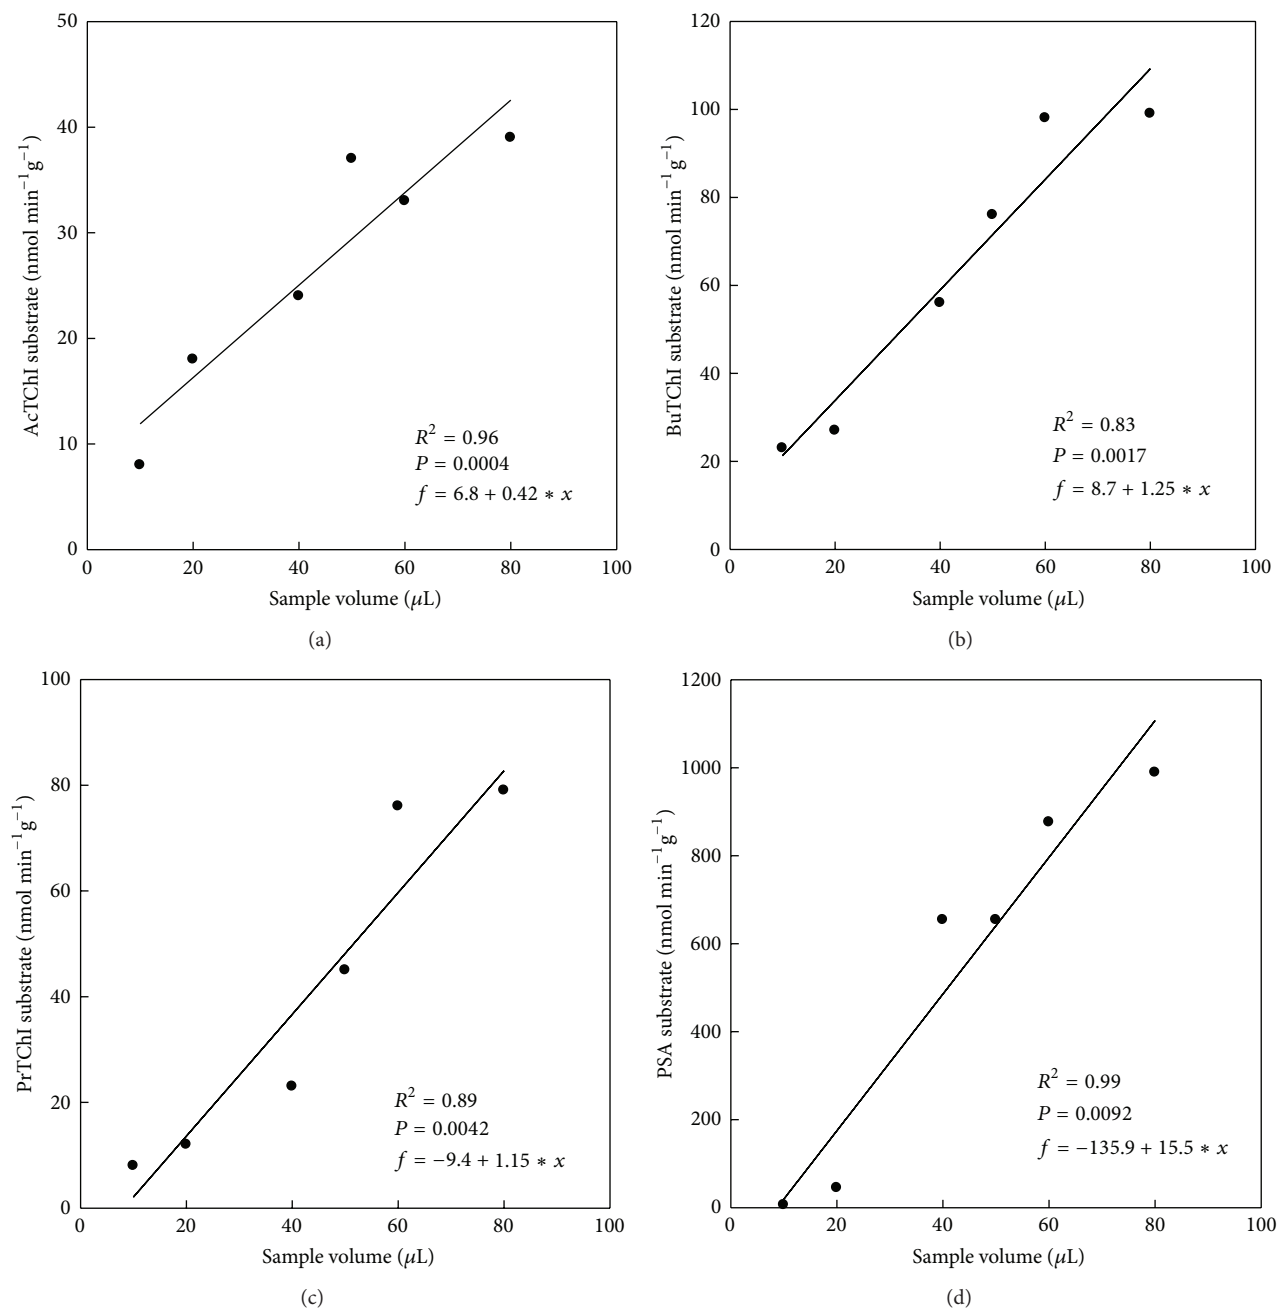 50
40
30
20
10
0
0 20 40 60 80 100
AcTChI substrate (nmol min⁻¹g⁻¹)
R² = 0.96
P = 0.0004
f = 6.8 + 0.42 ∗ x
Sample volume (μL)
(a)
120
100
80
60
40
20
0
0 20 40 60 80 100
BuTChI substrate (nmol min⁻¹g⁻¹)
R² = 0.83
P = 0.0017
f = 8.7 + 1.25 ∗ x
Sample volume (μL)
(b)
100
80
60
40
20
0
0 20 40 60 80 100
PrTChI substrate (nmol min⁻¹g⁻¹)
R² = 0.89
P = 0.0042
f = −9.4 + 1.15 ∗ x
Sample volume (μL)
(c)
1200
1000
800
600
400
200
0
0 20 40 60 80 100
PSA substrate (nmol min⁻¹g⁻¹)
R² = 0.99
P = 0.0092
f = −135.9 + 15.5 ∗ x
Sample volume (μL)
(d)